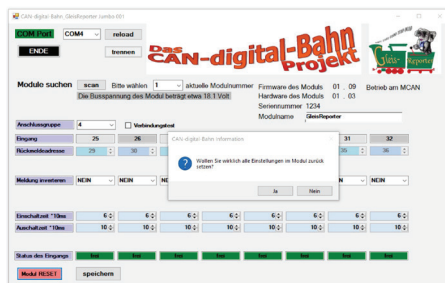 CAN-digital-Bahn, GleisReporter Jumbo 001
COM Port COM4 reload
ENDE trennen
Das CAN-digital-Bahn Projekt
Gleis-Reporter
Module suchen scan Bitte wählen 1 aktuelle Modulnummer Firmware des Moduls 01 . 09 Betrieb am MCAN
Die Busspannung des Modul beträgt etwa 18.1 Volt Hardware des Moduls 01 . 03
Seriennummer 1234
Modulname GleisReporter
Anschlussgruppe 4 Verbindungstest
Eingang 25 26 31 32
Rückmeldeadresse 29 30 35 36
Meldung invertieren NEIN NEIN NEIN NEIN
CAN digital Bahn Information
Wollen Sie wirklich alle Einstellungen im Modul zurück setzen?
Ja Nein
Einschaltzeit *10ms 6 6 6 6 6 6 6 6
Auschaltzeit *10ms 10 10 10 10 10 10 10 10
Status des Eingangs frei frei frei frei frei frei frei frei
Modul RESET speichern